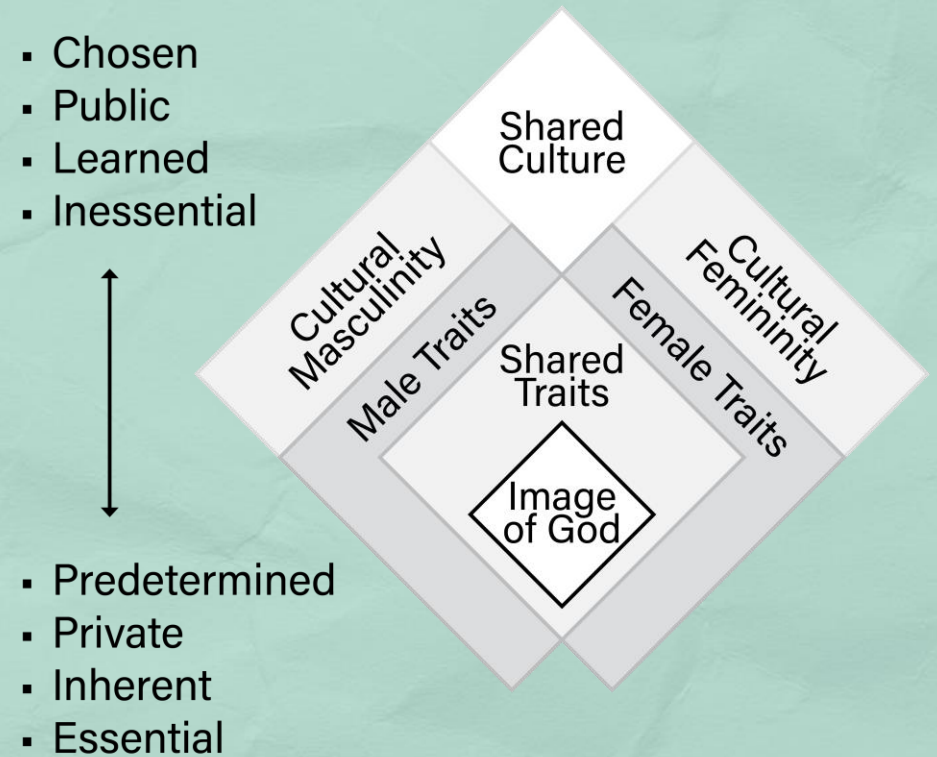 ▪ Chosen
▪ Public
▪ Learned
▪ Inessential
▪ Predetermined
▪ Private
▪ Inherent
▪ Essential
Shared
Culture
Cultural
Masculinity
Male Traits
Shared
Traits
Image
of God
Female Traits
Cultural
Femininity